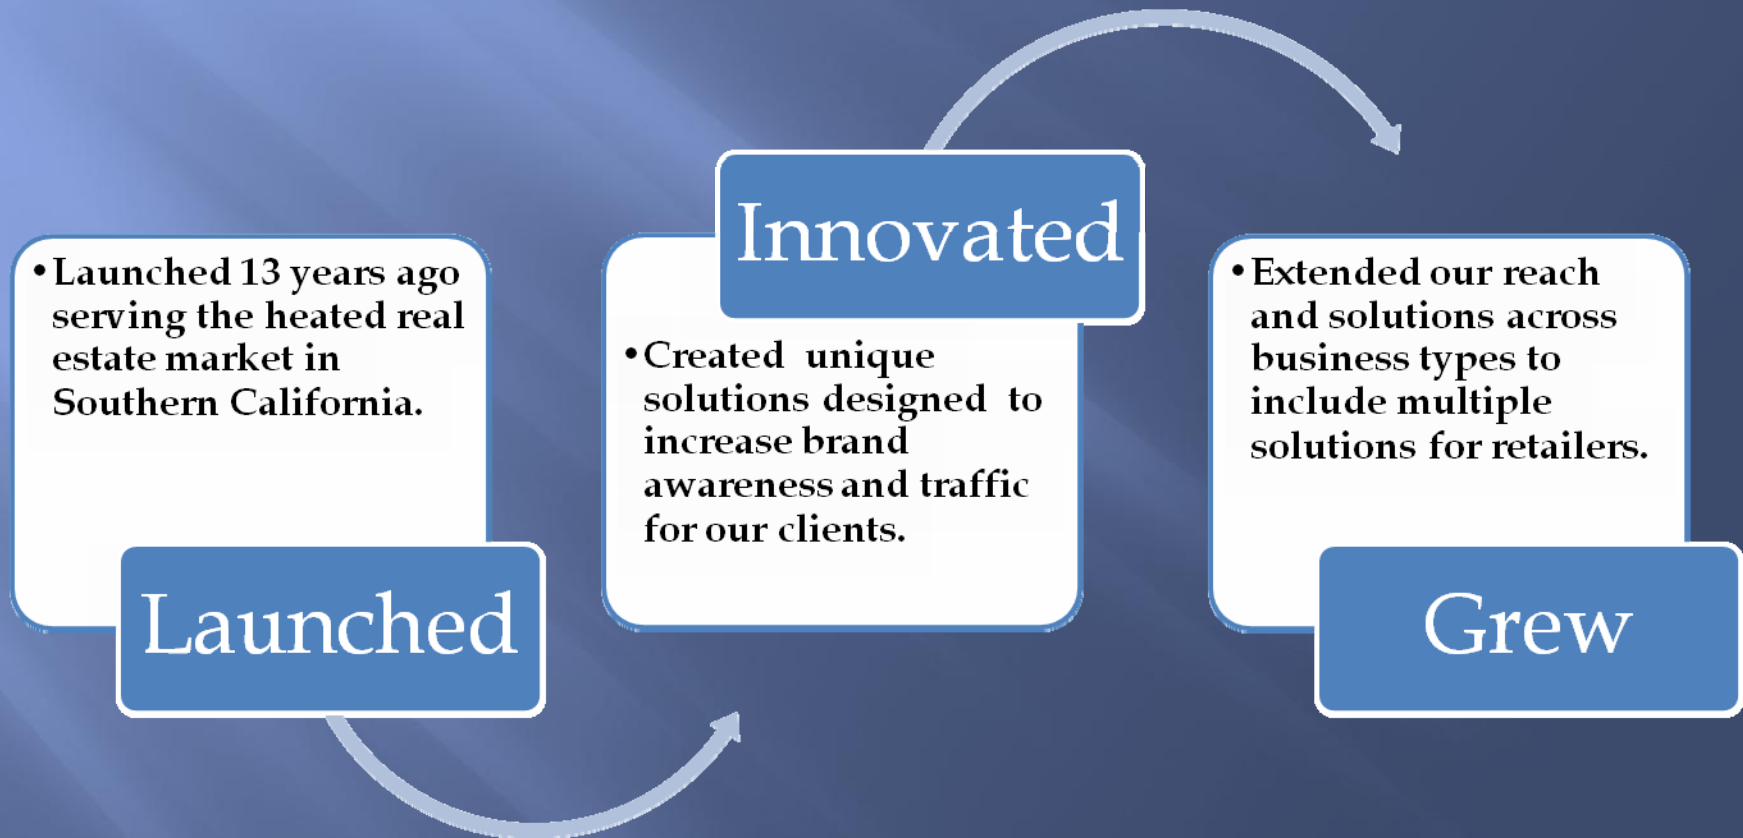 • Launched 13 years ago
serving the heated real
estate market in
Southern California.
Launched
Innovated
• Created unique
solutions designed to
increase brand
awareness and traffic
for our clients.
• Extended our reach
and solutions across
business types to
include multiple
solutions for retailers.
Grew